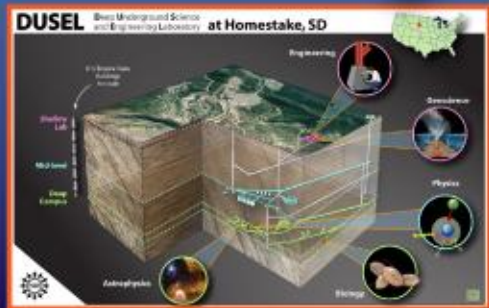 DUSEL Deep Underground Science
and Engineering Laboratory at Homestake, SD
Engineering
Geoscience
Shallow
Lab
Mid-level
Physics
Deep
Campus
Astrophysics
Biology